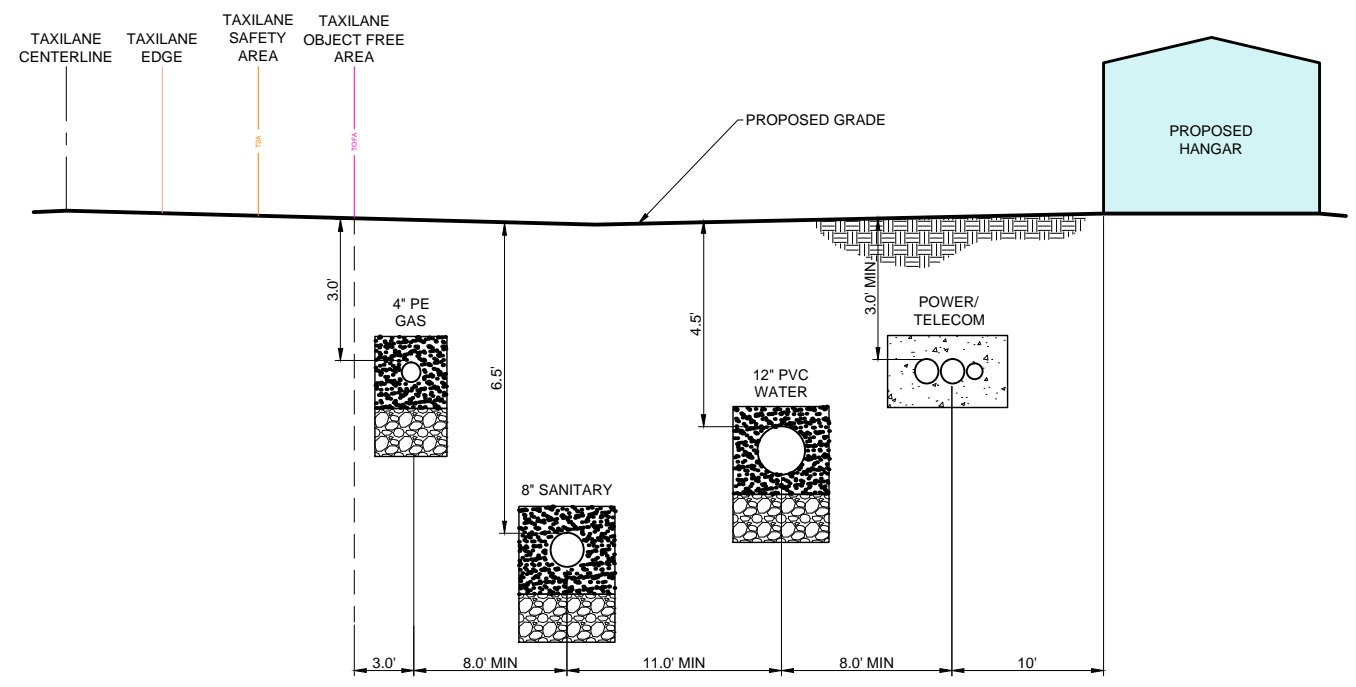 TAXILANE
CENTERLINE
TAXILANE
EDGE
TAXILANE
SAFETY
AREA
TAXILANE
OBJECT FREE
AREA
TSA
TOFA
PROPOSED GRADE
PROPOSED
HANGAR
3.0'
4" PE
GAS
6.5'
8" SANITARY
4.5'
12" PVC
WATER
3.0' MIN
POWER/
TELECOM
3.0'
8.0' MIN
11.0' MIN
8.0' MIN
10'